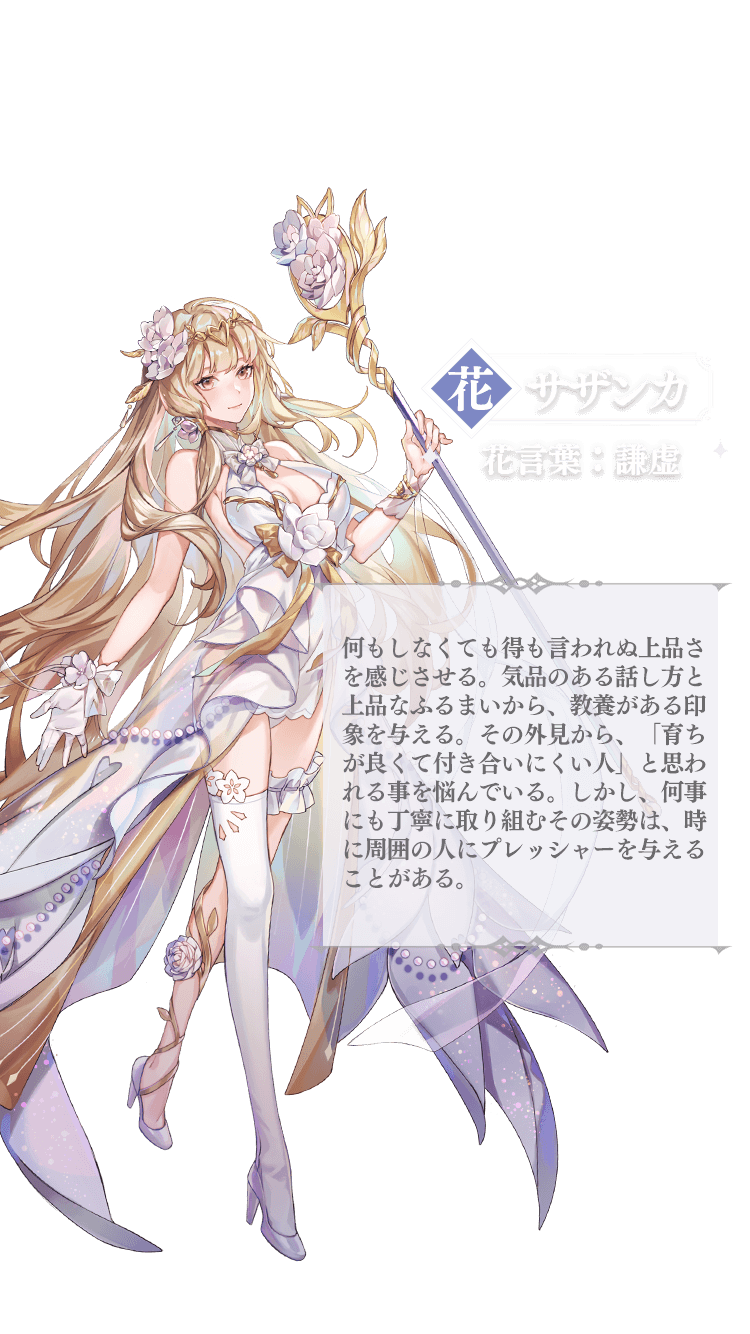 花 サザンカ
花言葉：謙虚
何もしなくても得も言われぬ上品さ
を感じさせる。気品のある話し方と
上品なふるまいから、教養がある印
象を与える。その外見から、「育ち
が良くて付き合いにくい人」と思わ
れる事を悩んでいる。しかし、何事
にも丁寧に取り組むその姿勢は、時
に周囲の人にプレッシャーを与える
ことがある。